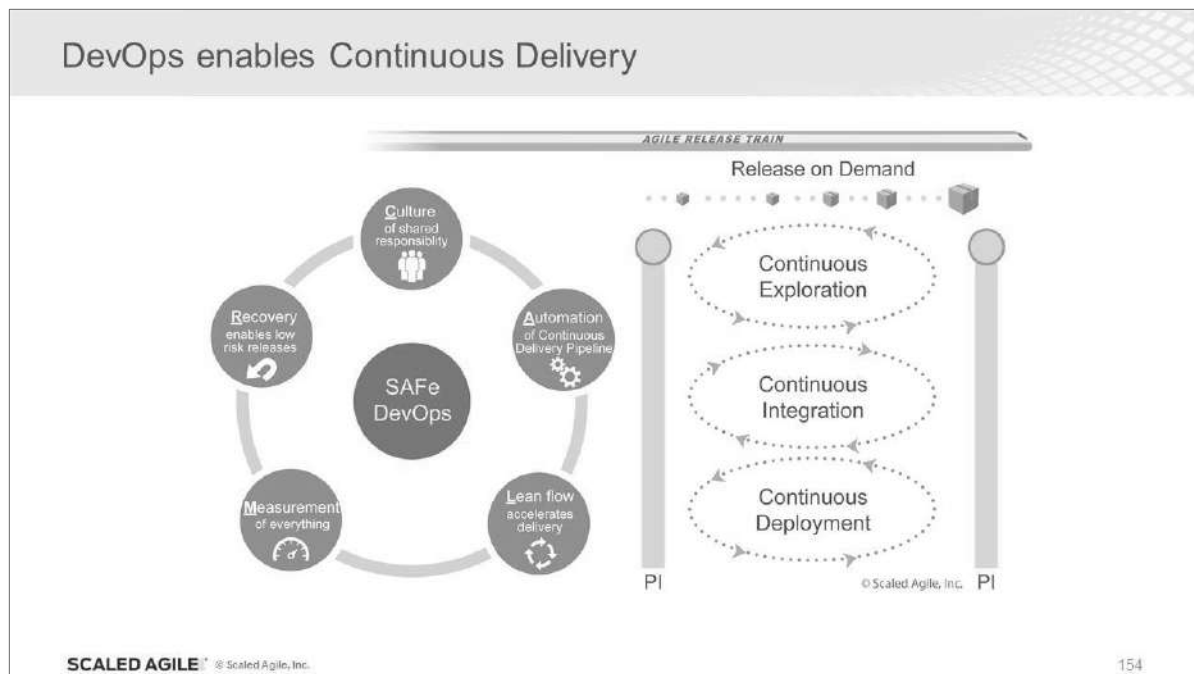 DevOps enables Continuous Delivery
AGILE RELEASE TRAIN
Release on Demand
Culture
of shared
responsiblity
Recovery
enables low
risk releases
Automation
of Continuous
Delivery Pipeline
SAFe
DevOps
Measurement
of everything
Lean flow
accelerates
delivery
Continuous
Exploration
Continuous
Integration
Continuous
Deployment
PI
© Scaled Agile, Inc.
PI
SCALED AGILE
© Scaled Agile, Inc.
154